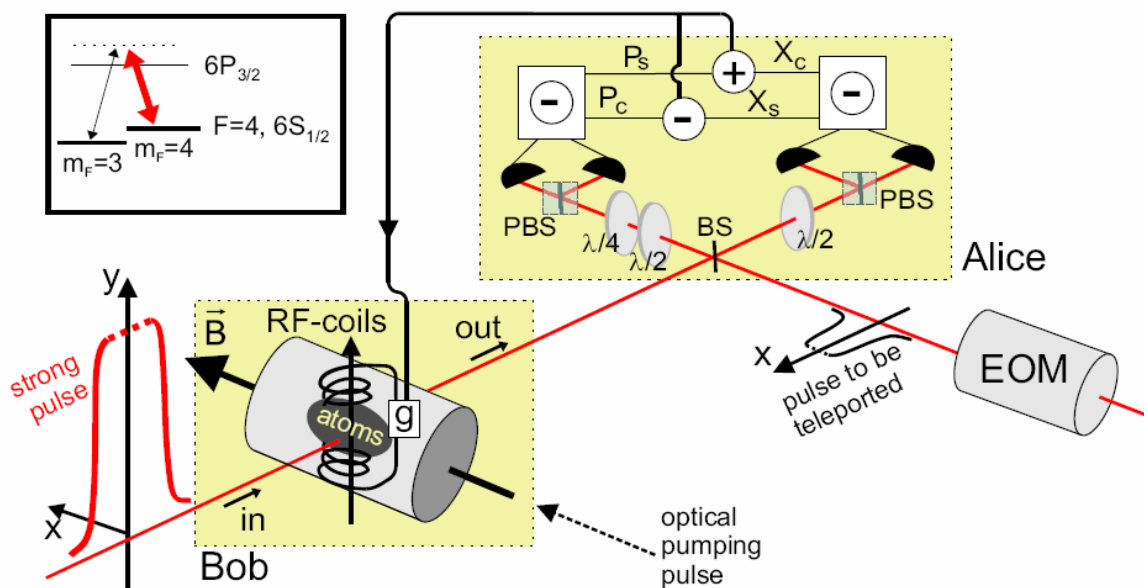 6P3/2
F=4, 6S1/2
mF=3
mF=4
PS
XC
+
-
-
PC
XS
-
PBS
PBS
λ/4
λ/2
BS
λ/2
Alice
y
B
RF-coils
out
strong
pulse
g
atoms
x
pulse to be
teleported
EOM
x
in
Bob
optical
pumping
pulse